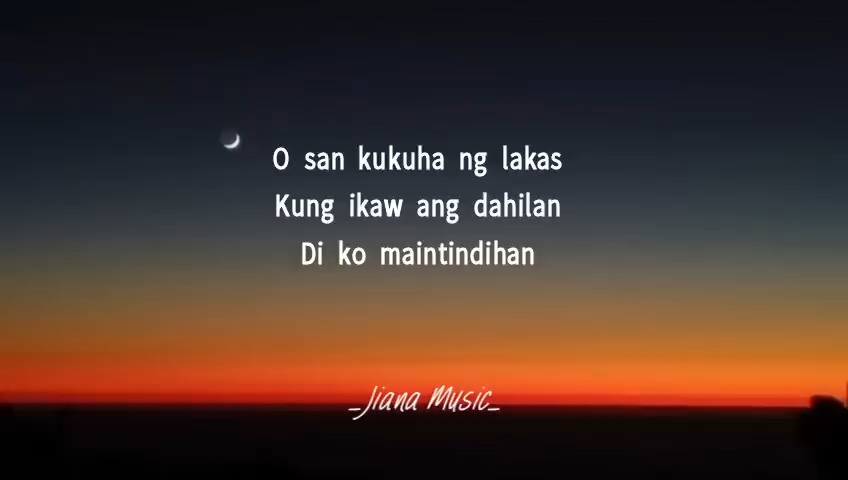 O san kukuha ng lakas
Kung ikaw ang dahilan
Di ko maintindihan
_Jiana Music_